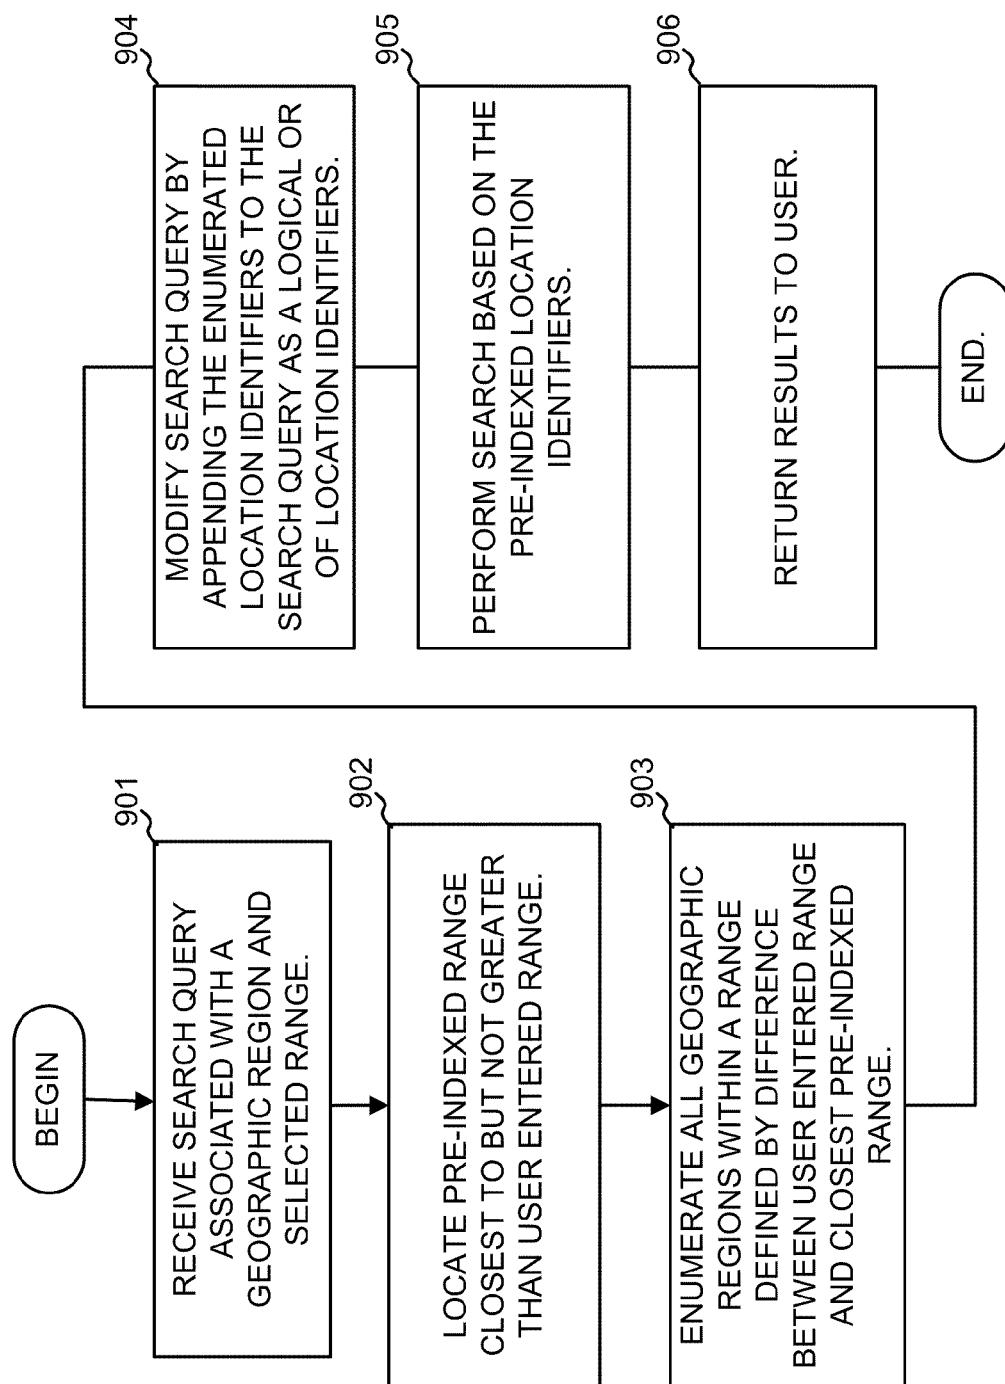 BEGIN
901
RECEIVE SEARCH QUERY
ASSOCIATED WITH A
GEOGRAPHIC REGION AND
SELECTED RANGE.
902
LOCATE PRE-INDEXED RANGE
CLOSEST TO BUT NOT GREATER
THAN USER ENTERED RANGE.
903
ENUMERATE ALL GEOGRAPHIC
REGIONS WITHIN A RANGE
DEFINED BY DIFFERENCE
BETWEEN USER ENTERED RANGE
AND CLOSEST PRE-INDEXED
RANGE.
904
MODIFY SEARCH QUERY BY
APPENDING THE ENUMERATED
LOCATION IDENTIFIERS TO THE
SEARCH QUERY AS A LOGICAL OR
OF LOCATION IDENTIFIERS.
905
PERFORM SEARCH BASED ON THE
PRE-INDEXED LOCATION
IDENTIFIERS.
906
RETURN RESULTS TO USER.
END.